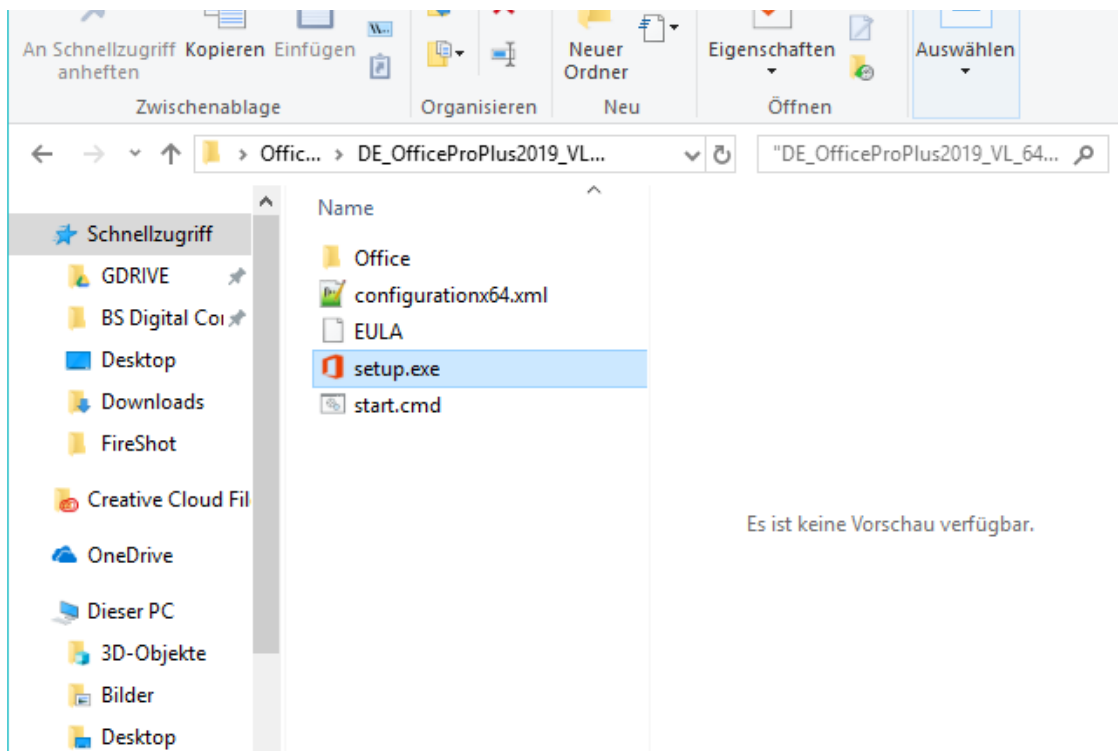 W...
An Schnellzugriff anheften
Kopieren
Einfügen
Neuer Ordner
Eigenschaften
Auswählen
Zwischenablage
Organisieren
Neu
Öffnen
Offic... > DE_OfficeProPlus2019_VL...
"DE_OfficeProPlus2019_VL_64...
Name
Schnellzugriff
GDRIVE
BS Digital Co
Desktop
Downloads
FireShot
Creative Cloud Fil
OneDrive
Dieser PC
3D-Objekte
Bilder
Desktop
Office
configurationx64.xml
EULA
setup.exe
start.cmd
Es ist keine Vorschau verfügbar.